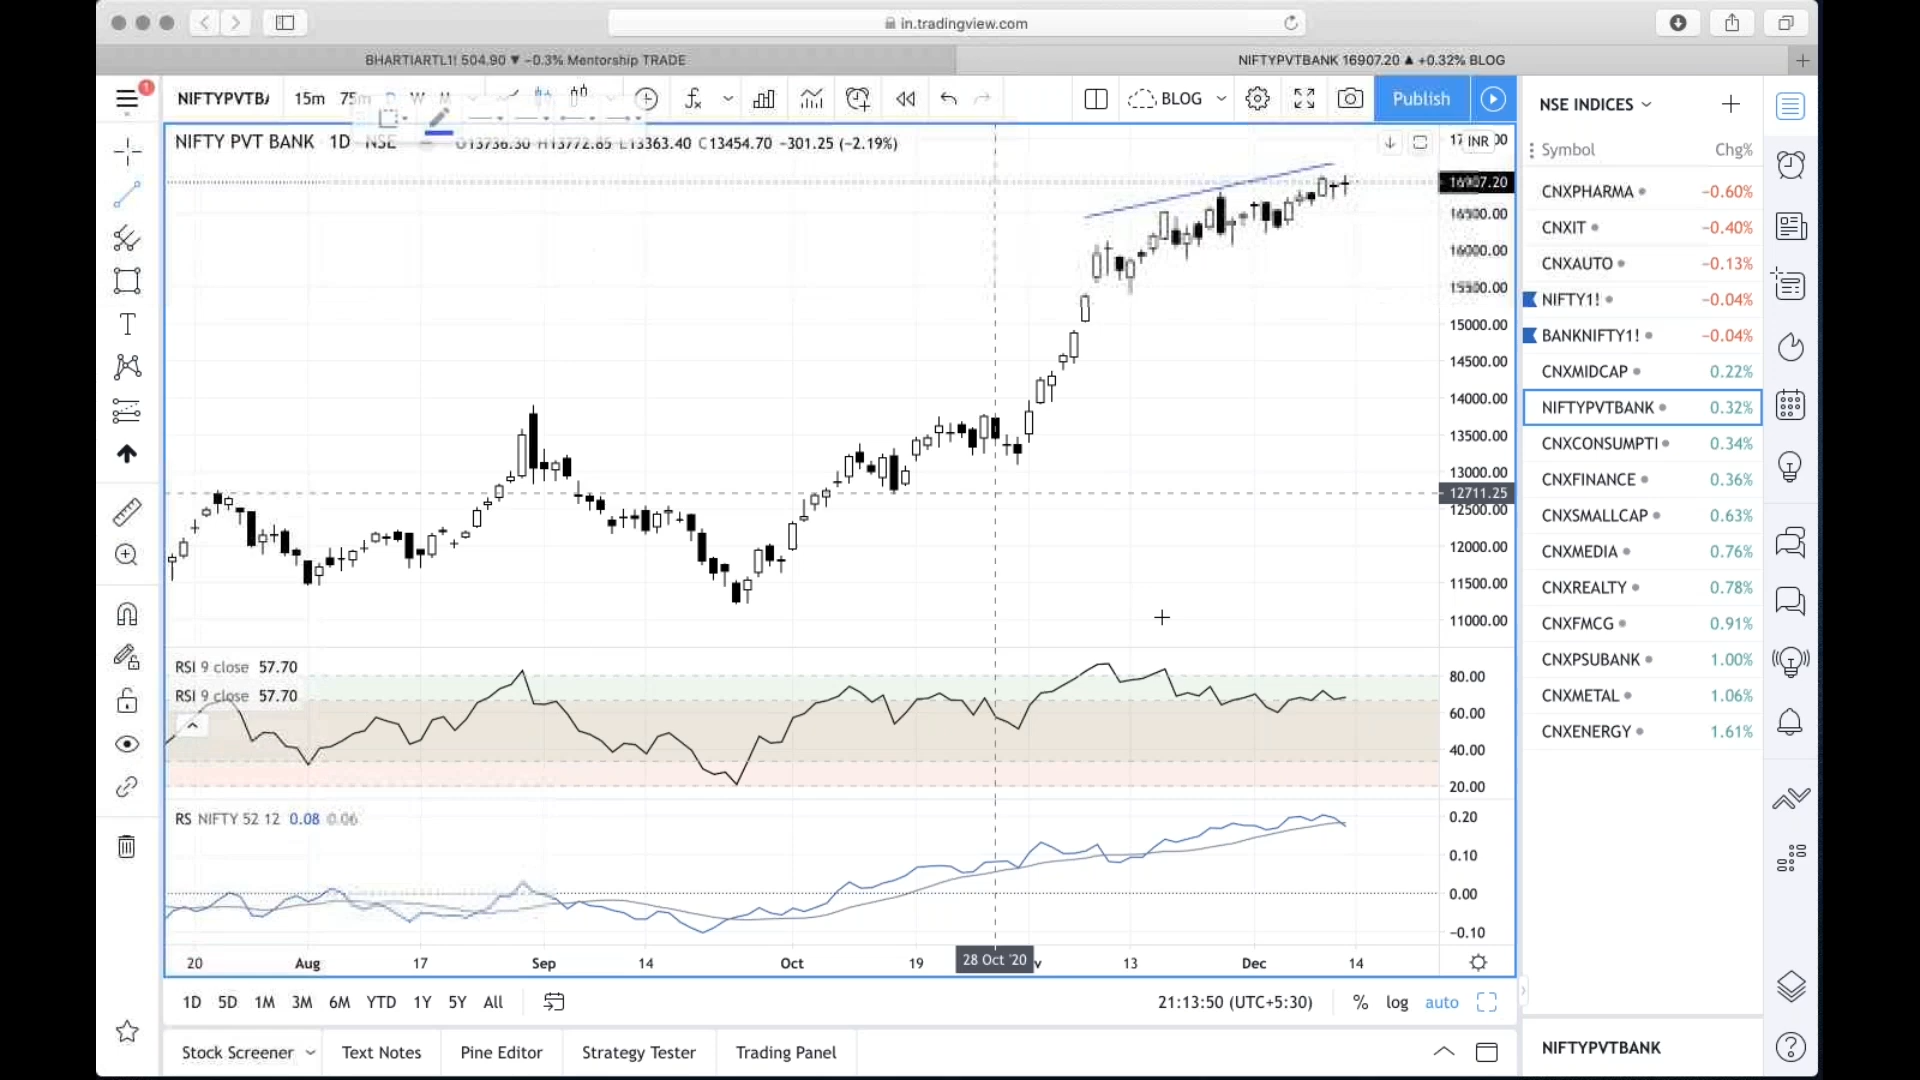 in.tradingview.com
BHARTIARTL1! 504.90 ▼ −0.3% Mentorship TRADE
NIFTYPVTBANK 16907.20 ▲ +0.32% BLOG
1
NIFTYPVTB
15m 75m D W M
BLOG
Publish
NSE INDICES
NIFTY PVT BANK 1D NSE O13736.30 H13772.85 L13363.40 C13454.70 −301.25 (−2.19%)
INR
Symbol Chg%
16907.20
16500.00
16000.00
15500.00
15000.00
14500.00
14000.00
13500.00
13000.00
12711.25
12500.00
12000.00
11500.00
11000.00
CNXPHARMA −0.60%
CNXIT −0.40%
CNXAUTO −0.13%
NIFTY1! −0.04%
BANKNIFTY1! −0.04%
CNXMIDCAP 0.22%
NIFTYPVTBANK 0.32%
CNXCONSUMPTI 0.34%
CNXFINANCE 0.36%
CNXSMALLCAP 0.63%
CNXMEDIA 0.76%
CNXREALTY 0.78%
CNXFMCG 0.91%
CNXPSUBANK 1.00%
CNXMETAL 1.06%
CNXENERGY 1.61%
RSI 9 close 57.70
RSI 9 close 57.70
80.00
60.00
40.00
20.00
RS NIFTY 52 12 0.08 0.06
0.20
0.10
0.00
−0.10
20 Aug 17 Sep 14 Oct 19 28 Oct '20 v 13 Dec 14
1D 5D 1M 3M 6M YTD 1Y 5Y All
21:13:50 (UTC+5:30) % log auto
Stock Screener Text Notes Pine Editor Strategy Tester Trading Panel
NIFTYPVTBANK